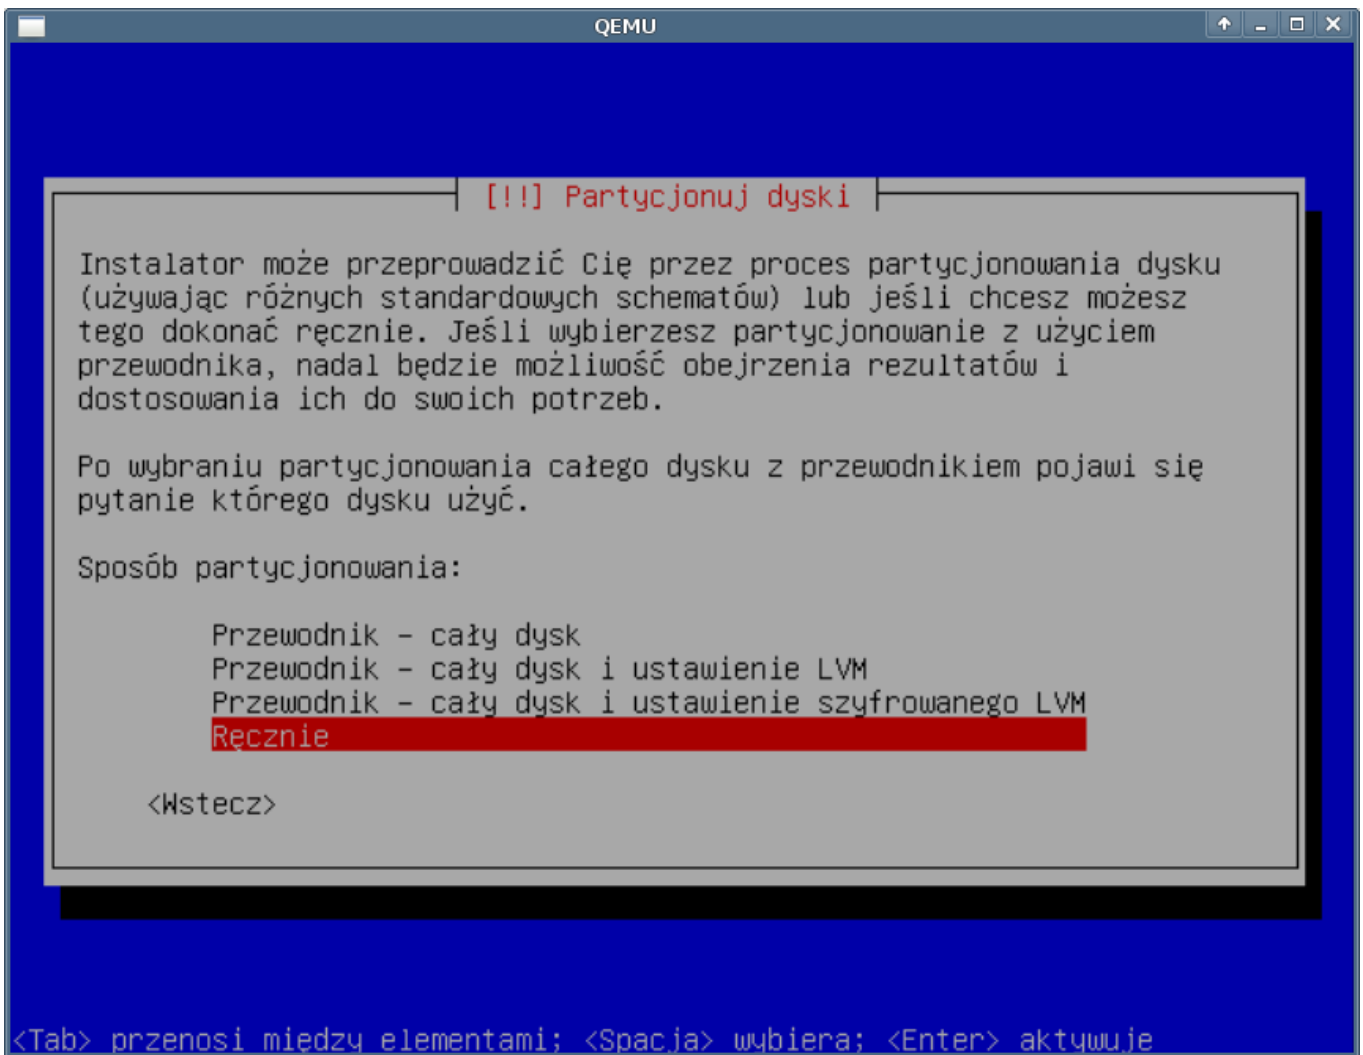 QEMU
[!!] Partycjonuj dyski
Instalator może przeprowadzić Cię przez proces partycjonowania dysku
(używając różnych standardowych schematów) lub jeśli chcesz możesz
tego dokonać ręcznie. Jeśli wybierzesz partycjonowanie z użyciem
przewodnika, nadal będzie możliwość obejrzenia rezultatów i
dostosowania ich do swoich potrzeb.
Po wybraniu partycjonowania całego dysku z przewodnikiem pojawi się
pytanie którego dysku użyć.
Sposób partycjonowania:
Przewodnik – cały dysk
Przewodnik – cały dysk i ustawienie LVM
Przewodnik – cały dysk i ustawienie szyfrowanego LVM
Ręcznie
<Wstecz>
<Tab> przenosi między elementami; <Spacja> wybiera; <Enter> aktywuje